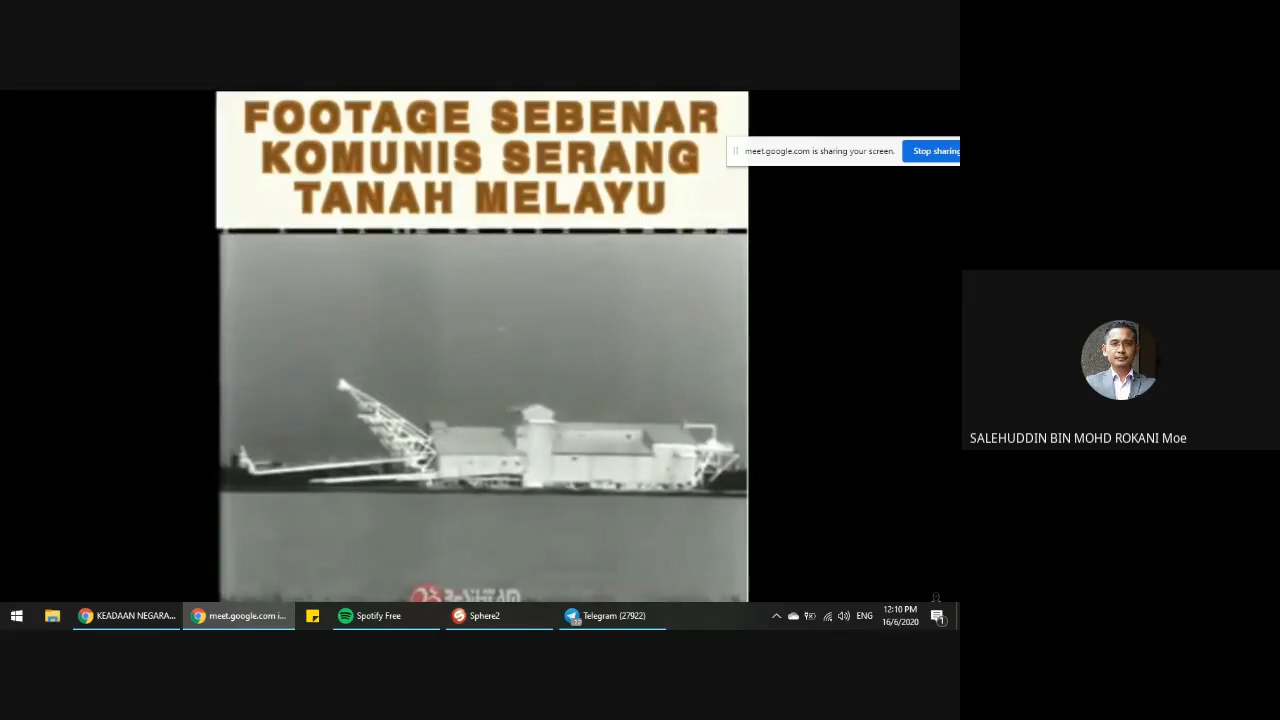 FOOTAGE SEBENAR
KOMUNIS SERANG
TANAH MELAYU
meet.google.com is sharing your screen.
Stop sharing
SALEHUDDIN BIN MOHD ROKANI Moe
KEADAAN NEGARA...
meet.google.com i...
Spotify Free
Sphere2
Telegram (27922)
ENG
12:10 PM
16/6/2020
1